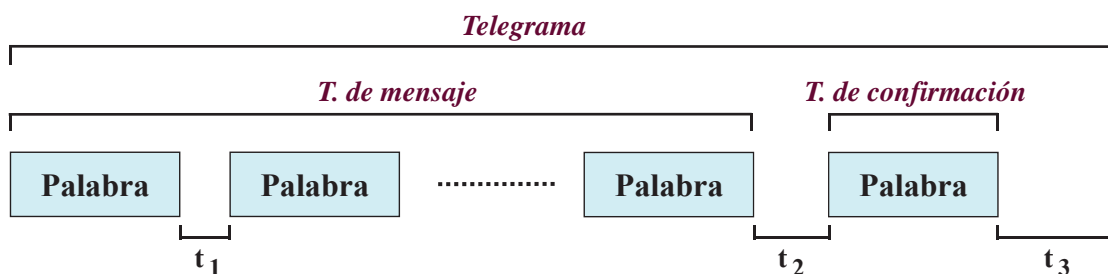 Telegrama
T. de mensaje T. de confirmación
Palabra Palabra Palabra Palabra
t1 t2 t3